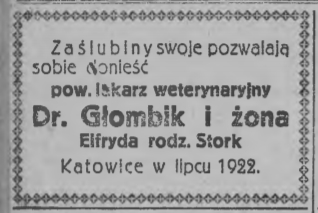 Zaślubiny swoje pozwalają
sobie donieść
pow. lekarz weterynaryjny
Dr. Głombik i żona
Elfryda rodz. Stork
Katowice w lipcu 1922.